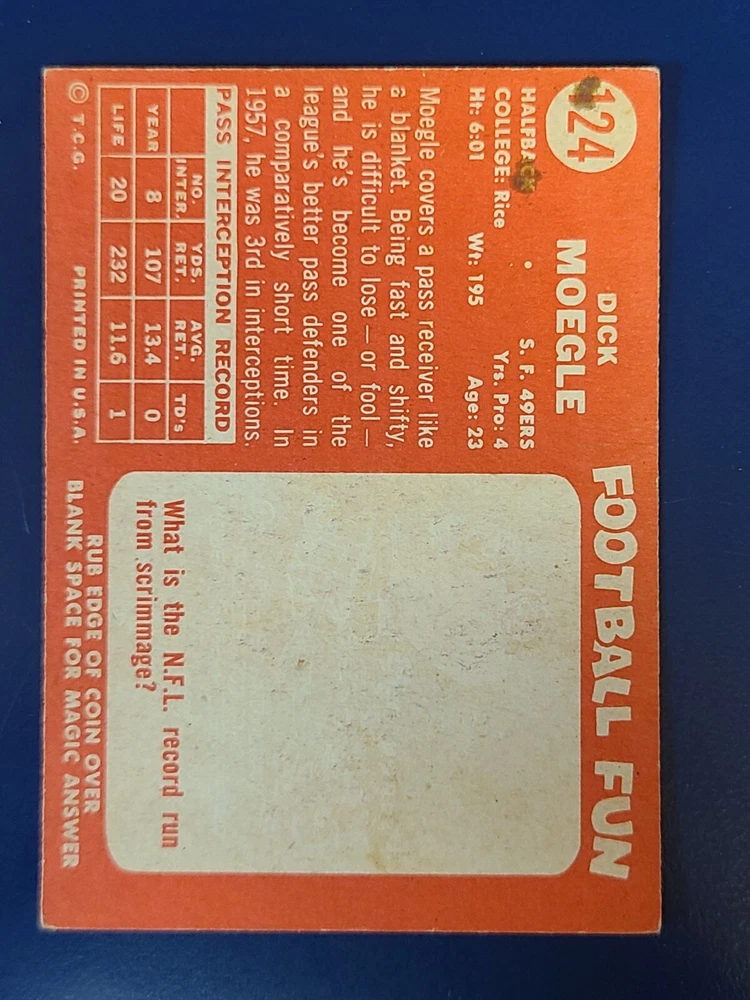 124
DICK
MOEGLE
HALFBACK • S. F. 49ERS
COLLEGE: Rice Yrs. Pro: 4
Ht: 6:01 Wt: 195 Age: 23
Moegle covers a pass receiver like
a blanket. Being fast and shifty,
he is difficult to lose — or fool —
and he's become one of the
league's better pass defenders in
a comparatively short time. In
1957, he was 3rd in interceptions.
PASS INTERCEPTION RECORD
NO. INTER. YDS. RET. AVG. RET. TD's
YEAR 8 107 13.4 0
LIFE 20 232 11.6 1
© T.C.G. PRINTED IN U.S.A.
FOOTBALL FUN
What is the N.F.L. record run
from scrimmage?
RUB EDGE OF COIN OVER
BLANK SPACE FOR MAGIC ANSWER